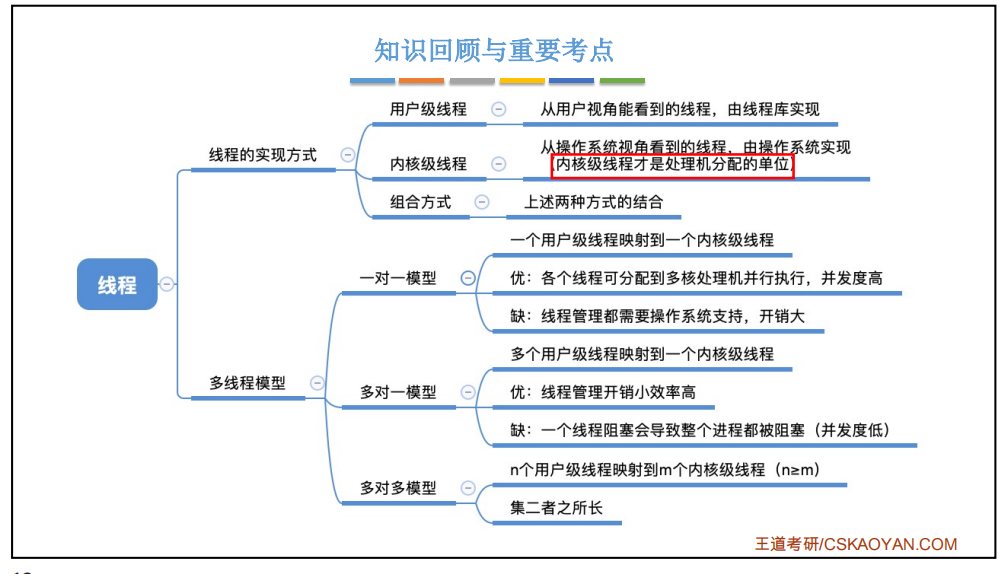 知识回顾与重要考点
线程
线程的实现方式
用户级线程
从用户视角能看到的线程，由线程库实现
内核级线程
从操作系统视角看到的线程，由操作系统实现
（内核级线程才是处理机分配的单位）
组合方式
上述两种方式的结合
多线程模型
一对一模型
一个用户级线程映射到一个内核级线程
优：各个线程可分配到多核处理机并行执行，并发度高
缺：线程管理都需要操作系统支持，开销大
多对一模型
多个用户级线程映射到一个内核级线程
优：线程管理开销小效率高
缺：一个线程阻塞会导致整个进程都被阻塞（并发度低）
多对多模型
n个用户级线程映射到m个内核级线程（n≥m）
集二者之所长
王道考研/CSKAOYAN.COM